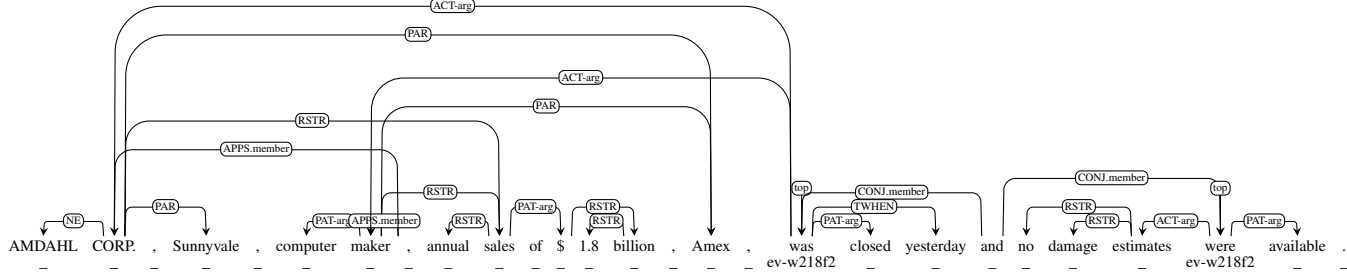 ACT-arg
PAR
ACT-arg
PAR
RSTR
APPS.member
CONJ.member
top top
RSTR CONJ.member
NE PAR TWHEN RSTR
PAT-arg APPS.member RSTR PAT-arg RSTR RSTR PAT-arg RSTR ACT-arg PAT-arg
AMDAHL CORP. , Sunnyvale , computer maker , annual sales of $ 1.8 billion , Amex , was closed yesterday and no damage estimates were available .
_ _ _ _ _ _ _ _ _ _ _ _ _ _ _ _ _ ev-w218f2 _ _ _ _ _ _ ev-w218f2 _ _